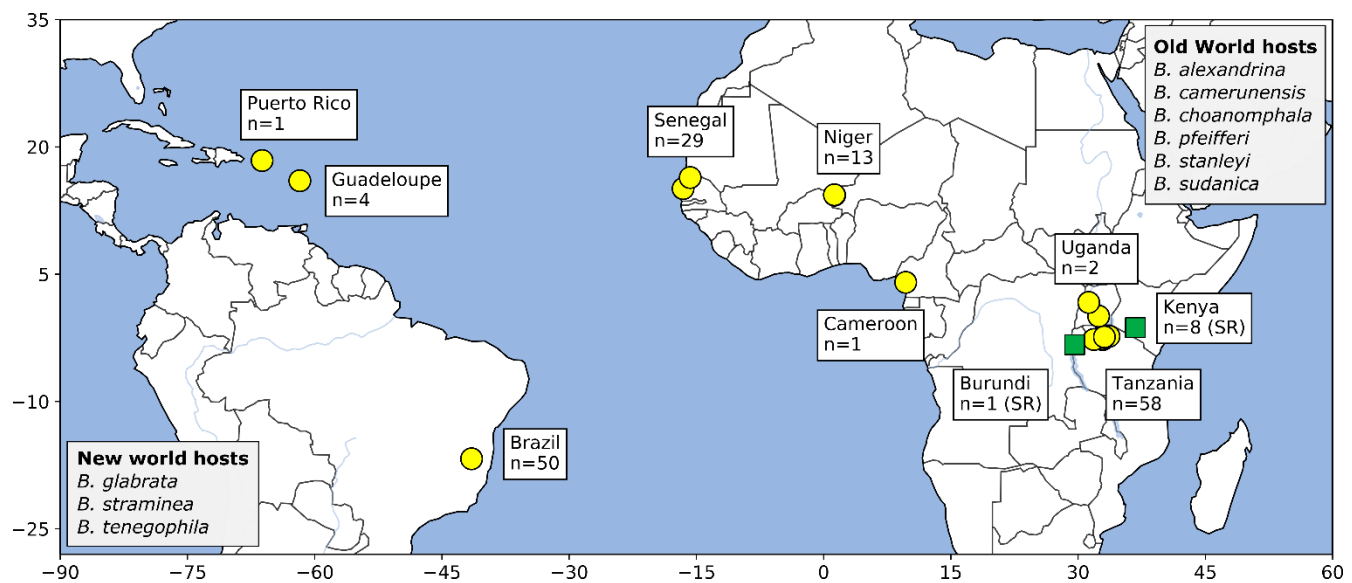 35
20
5
−10
−25
−90
−75
−60
−45
−30
−15
0
15
30
45
60
Puerto Rico
n=1
Guadeloupe
n=4
Brazil
n=50
New world hosts
B. glabrata
B. straminea
B. tenegophila
Senegal
n=29
Niger
n=13
Cameroon
n=1
Uganda
n=2
Kenya
n=8 (SR)
Burundi
n=1 (SR)
Tanzania
n=58
Old World hosts
B. alexandrina
B. camerunensis
B. choanomphala
B. pfeifferi
B. stanleyi
B. sudanica